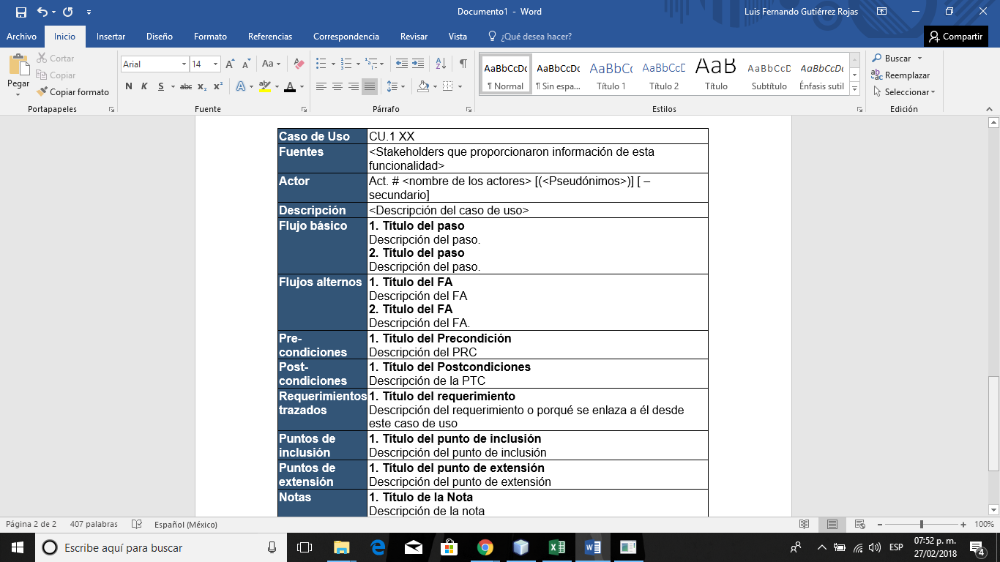 Documento1 - Word
Luis Fernando Gutiérrez Rojas
Archivo Inicio Insertar Diseño Formato Referencias Correspondencia Revisar Vista ¿Qué desea hacer? Compartir
Pegar
Cortar
Copiar
Copiar formato
Portapapeles
Arial 14 Aa
N K S abc x₂ x² A ab A
Fuente
Párrafo
AaBbCcDc AaBbCcDc AaBbCc AaBbCcD AaB AaBbCcD AaBbCcDc
¶ Normal ¶ Sin espa... Título 1 Título 2 Título Subtítulo Énfasis sutil
Estilos
Buscar
Reemplazar
Seleccionar
Edición
Caso de Uso CU.1 XX
Fuentes <Stakeholders que proporcionaron información de esta
funcionalidad>
Actor Act. # <nombre de los actores> [(<Pseudónimos>)] [ –
secundario]
Descripción <Descripción del caso de uso>
Flujo básico 1. Título del paso
Descripción del paso.
2. Título del paso
Descripción del paso.
Flujos alternos 1. Título del FA
Descripción del FA
2. Título del FA
Descripción del FA.
Pre- 1. Título del Precondición
condiciones Descripción del PRC
Post- 1. Título del Postcondiciones
condiciones Descripción de la PTC
Requerimientos 1. Título del requerimiento
trazados Descripción del requerimiento o porqué se enlaza a él desde
este caso de uso
Puntos de 1. Título del punto de inclusión
inclusión Descripción del punto de inclusión
Puntos de 1. Título del punto de extensión
extensión Descripción del punto de extensión
Notas 1. Título de la Nota
Descripción de la nota
Página 2 de 2 407 palabras Español (México) 100%
Escribe aquí para buscar
ESP
07:52 p. m.
27/02/2018
4